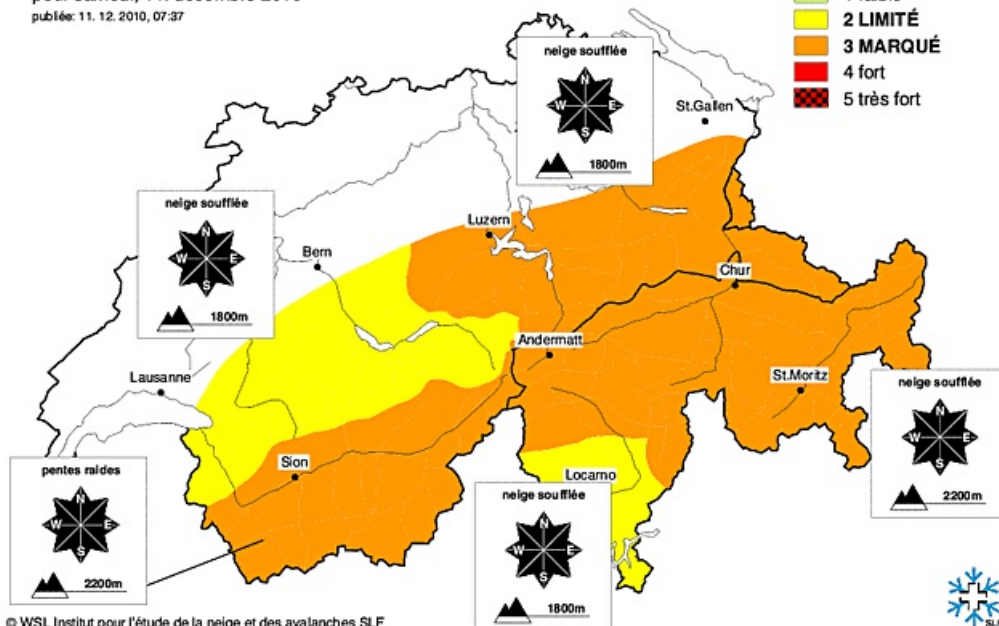 publiée: 11. 12. 2010, 07:37
2 LIMITÉ
3 MARQUÉ
4 fort
5 très fort
neige soufflée
N
W E
S
1800m
St.Gallen
neige soufflée
N
W E
S
1800m
Luzern
Bern
Chur
Andermatt
Lausanne
St.Moritz
neige soufflée
N
W E
S
2200m
pentes raides
N
W E
S
2200m
Sion
Locarno
neige soufflée
N
W E
S
1800m
© WSL Institut pour l'étude de la neige et des avalanches SLF
SLF